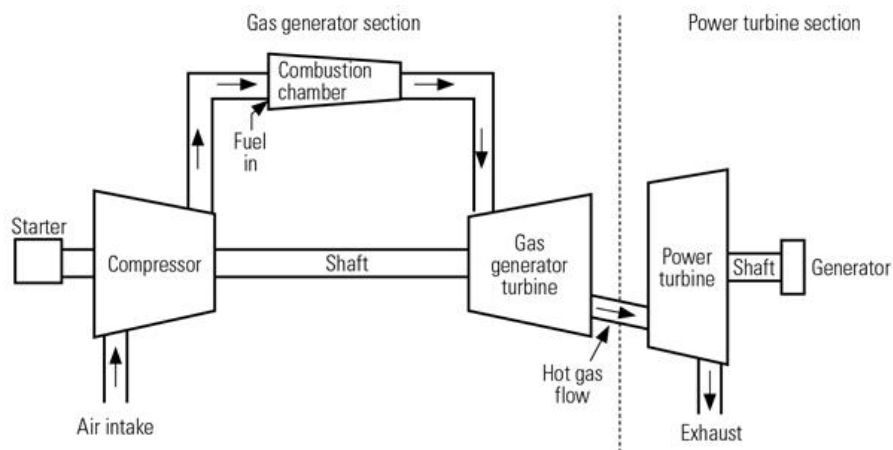 Gas generator section
Power turbine section
Combustion
chamber
Fuel
in
Starter
Compressor
Shaft
Gas
generator
turbine
Power
turbine
Shaft
Generator
Hot gas
flow
Air intake
Exhaust